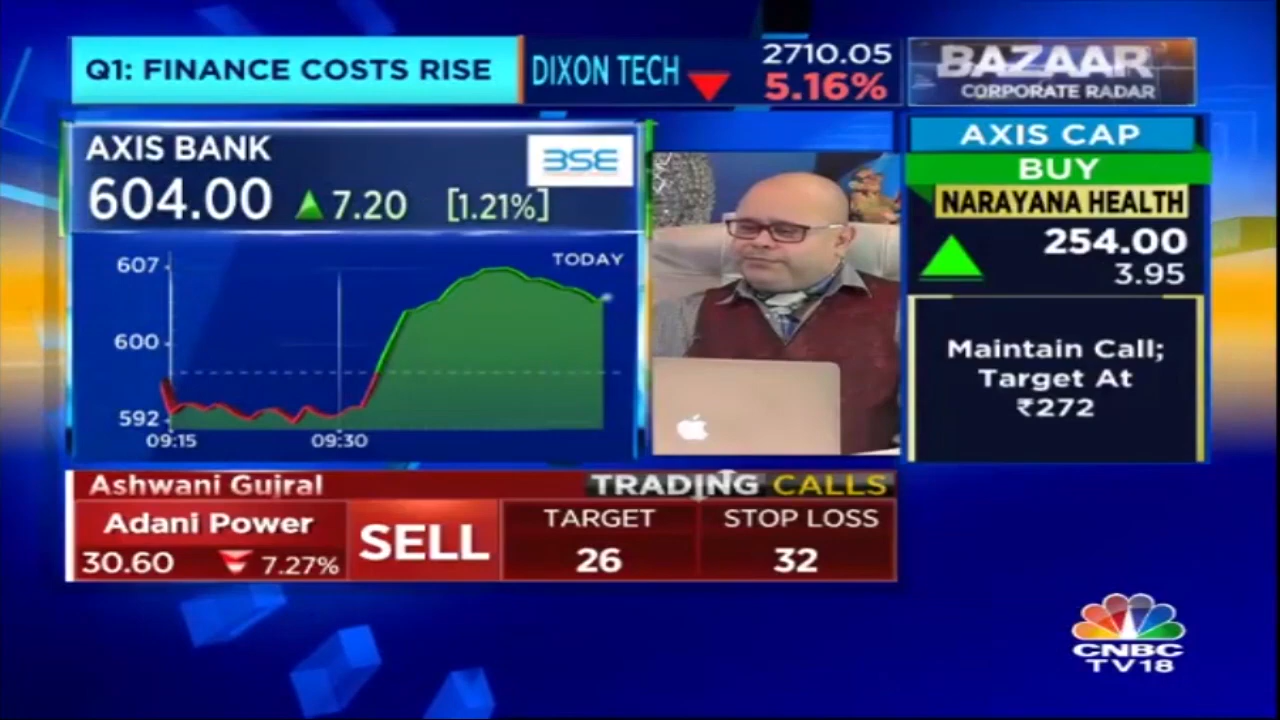 Q1: FINANCE COSTS RISE
DIXON TECH
2710.05
5.16%
BAZAAR
CORPORATE RADAR
AXIS BANK
604.00 7.20 [1.21%]
BSE
TODAY
607
600
592
09:15 09:30
AXIS CAP
BUY
NARAYANA HEALTH
254.00
3.95
Maintain Call;
Target At
₹272
Ashwani Gujral
TRADING CALLS
Adani Power
30.60 7.27%
SELL
TARGET
26
STOP LOSS
32
CNBC
TV18